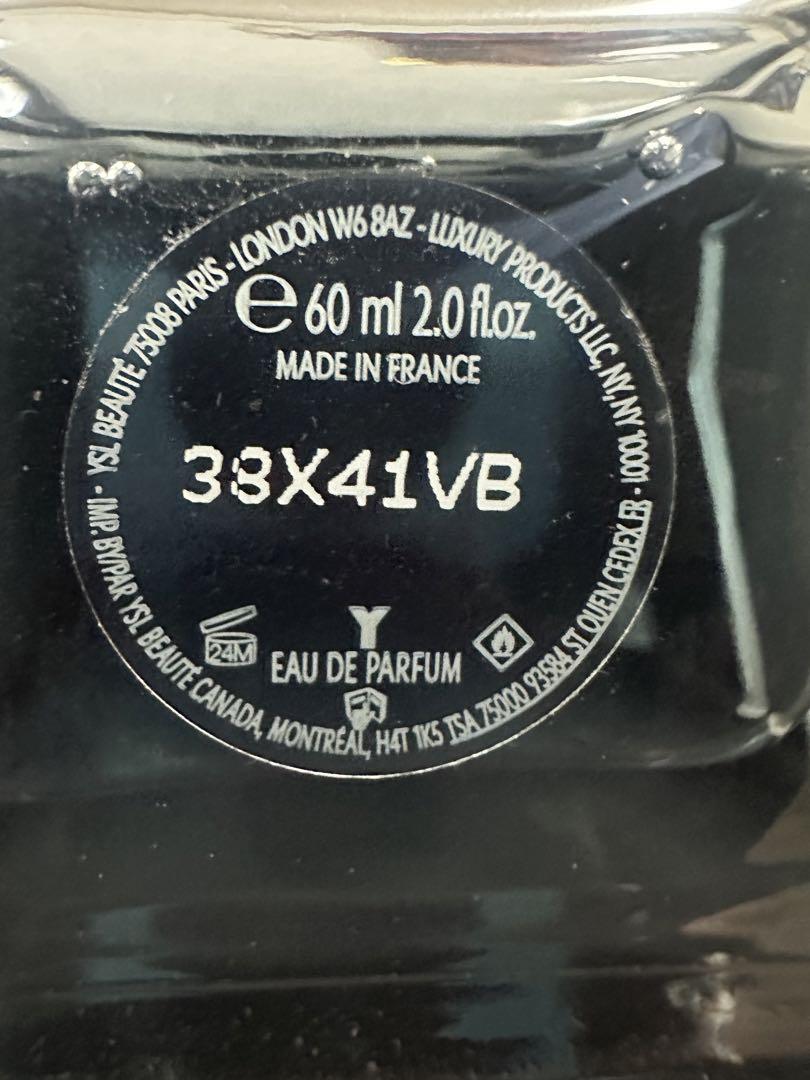 YSL BEAUTÉ 75008 PARIS - LONDON W6 8AZ - LUXURY PRODUCTS LLC, NY, NY 10001 -
IMP. BY/PAR YSL BEAUTÉ CANADA, MONTRÉAL, H4T 1K5 TSA 75000 93584 ST OUEN CEDEX FR -
e 60 ml 2.0 fl.oz.
MADE IN FRANCE
38X41VB
24M
Y
EAU DE PARFUM